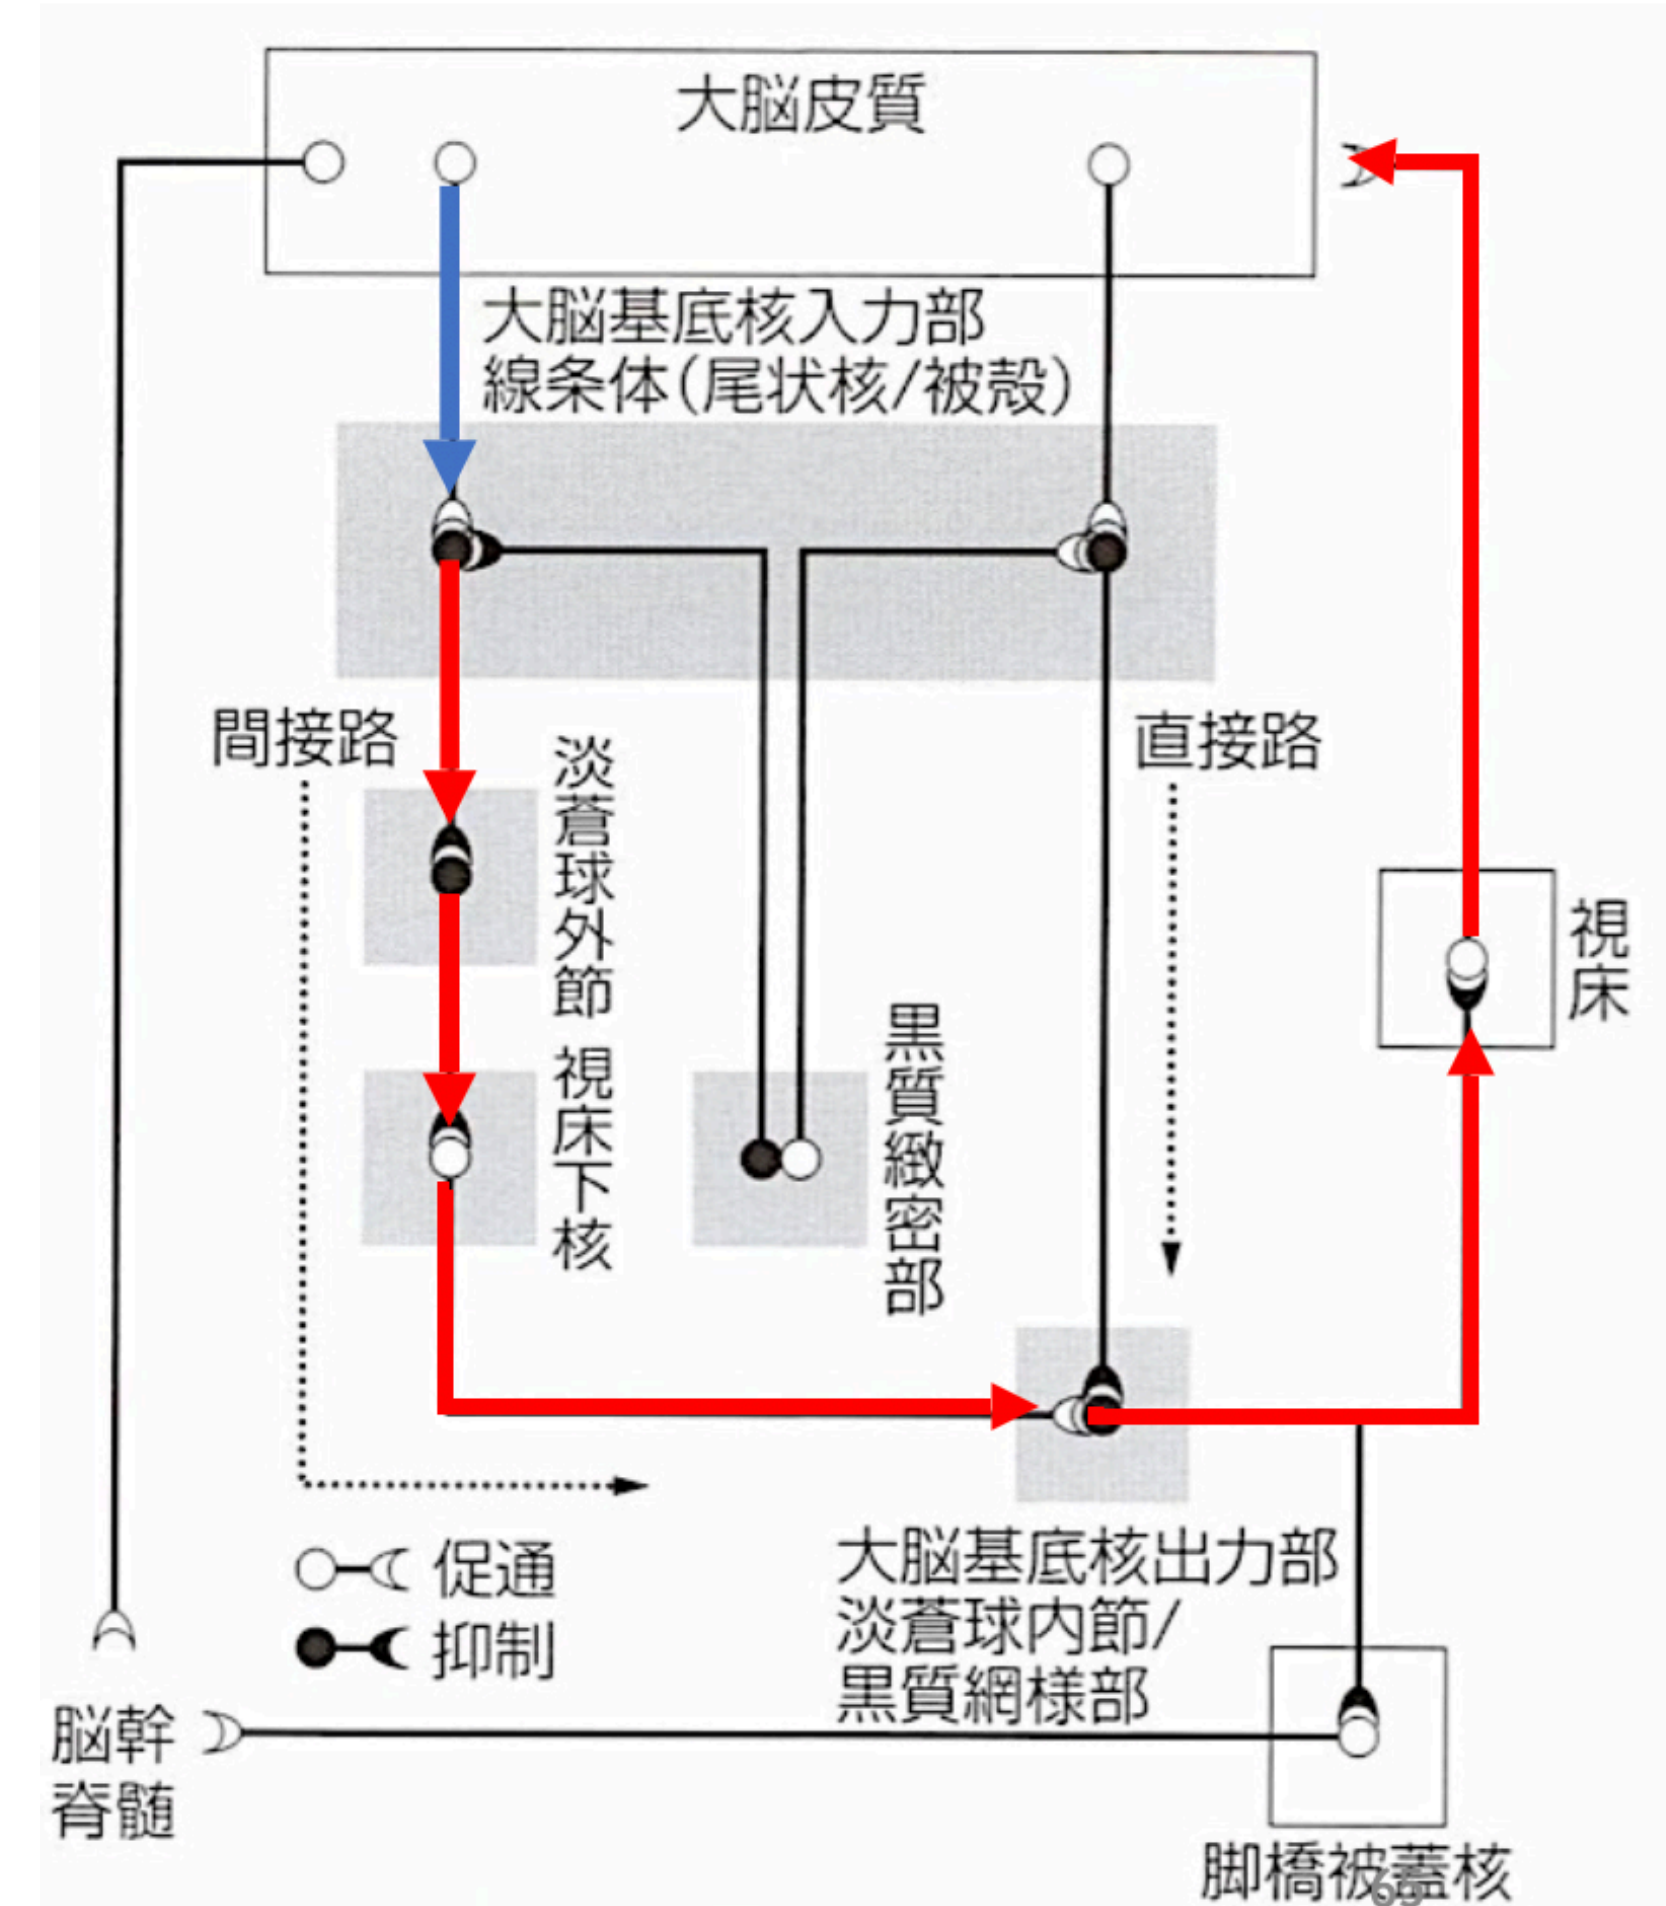 大脳皮質
大脳基底核入力部
線条体(尾状核/被殻)
間接路
淡蒼球外節
直接路
視床
視床下核
黒質緻密部
促通
抑制
大脳基底核出力部
淡蒼球内節/
黒質網様部
脳幹
脊髄
脚橋被蓋核
65